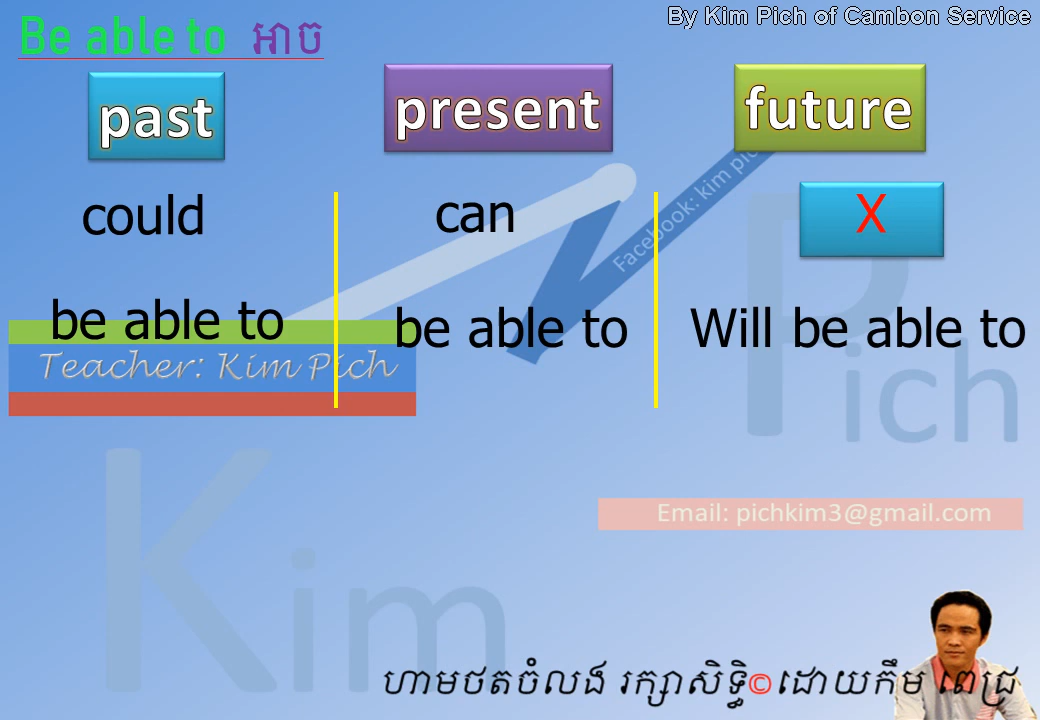 Be able to អាច
By Kim Pich of Cambon Service
past present future
could can X
be able to be able to Will be able to
Facebook: kim pic
Teacher: Kim Pich
Pich
Email: pichkim3@gmail.com
Kim
ហាមថតចំលង រក្សាសិទ្ធិ©ដោយកឹម ពេជ្រ